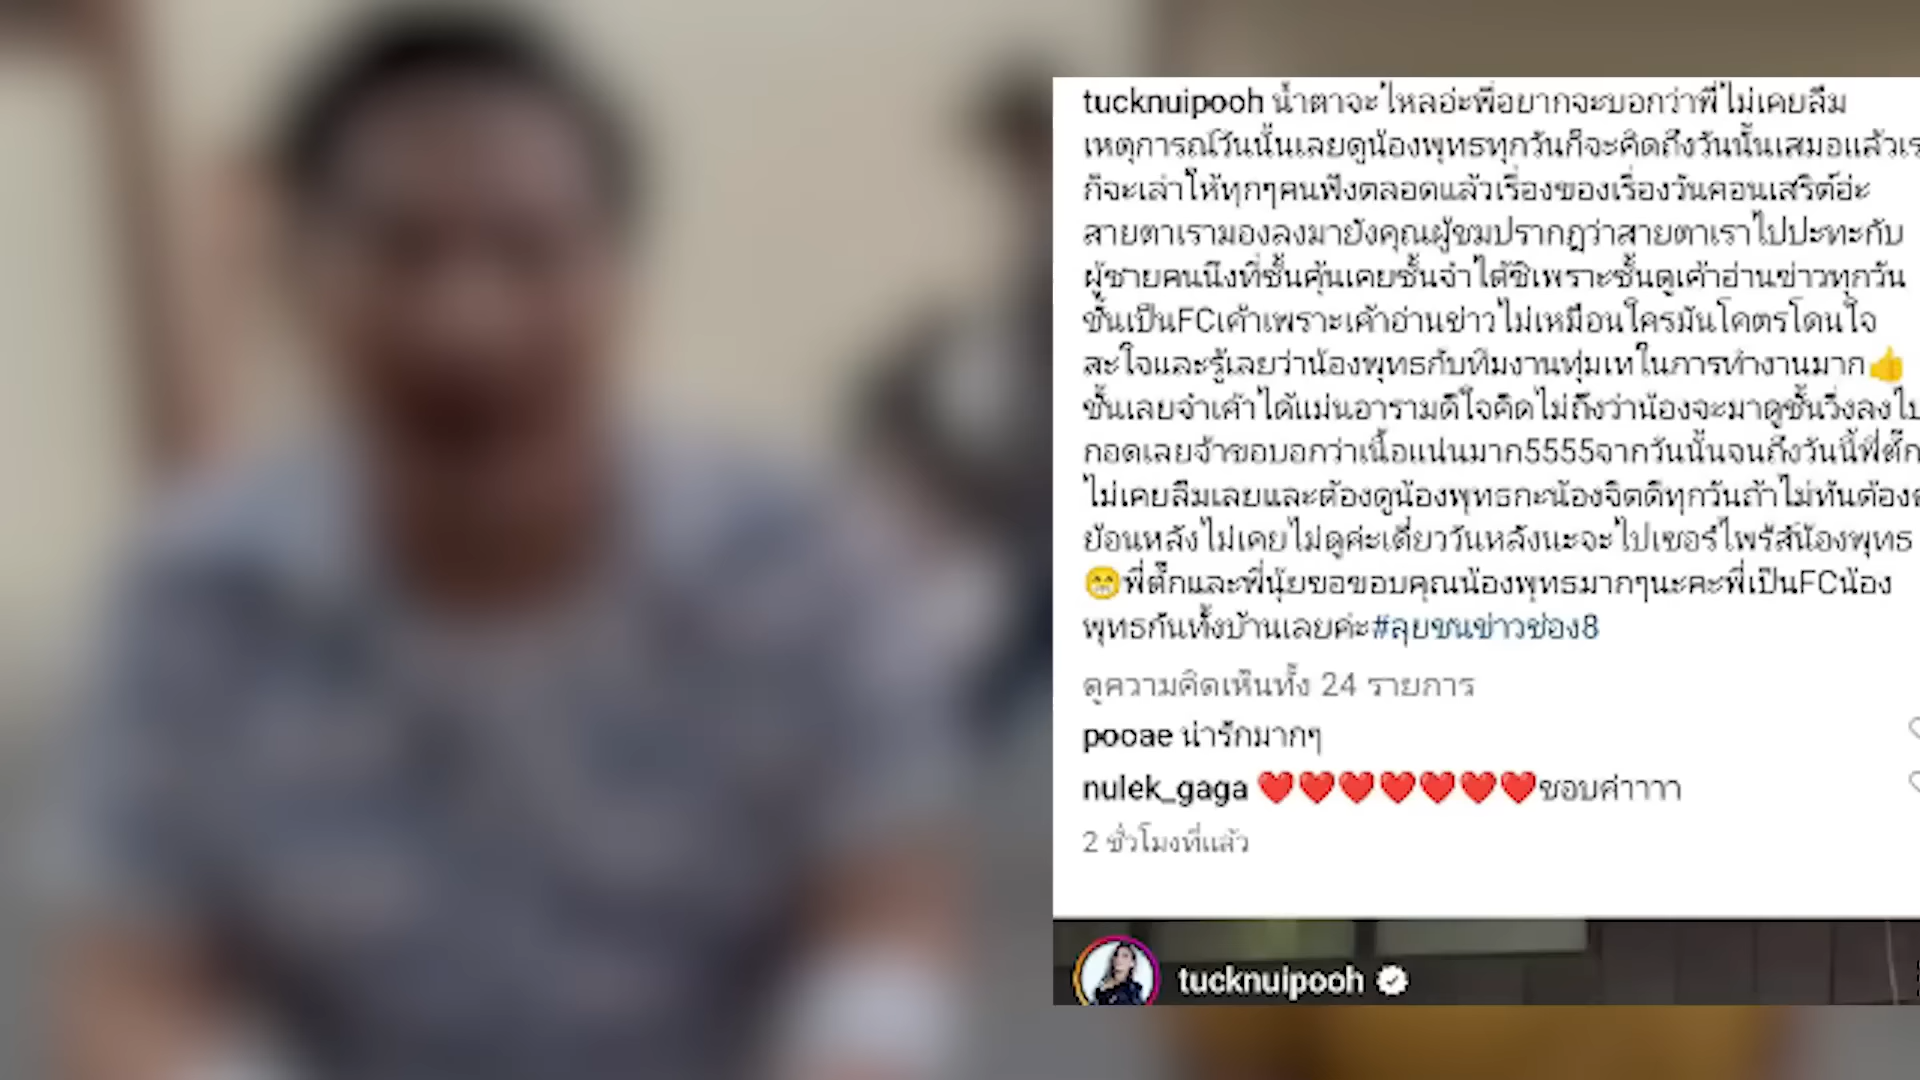 tucknuipooh น้ำตาจะไหลอ่ะพี่อยากจะบอกว่าพี่ไม่เคยลืม
เหตุการณ์วันนั้นเลยดูน้องพุทธทุกวันก็จะคิดถึงวันนั้นเสมอแล้วเร
ก็จะเล่าให้ทุกๆคนฟังตลอดแล้วเรื่องของเรื่องวันคอนเสริต์อ่ะ
สายตาเรามองลงมายังคุณผู้ชมปรากฎว่าสายตาเราไปปะทะกับ
ผู้ชายคนนึงที่ชั้นคุ้นเคยชั้นจำได้ซิเพราะชั้นดูเค้าอ่านข่าวทุกวัน
ชั้นเป็นFCเค้าเพราะเค้าอ่านข่าวไม่เหมือนใครมันโคตรโดนใจ
สะใจและรู้เลยว่าน้องพุทธกับทีมงานทุ่มเทในการทำงานมาก👍
ชั้นเลยจำเค้าได้แม่นอารามดีใจคิดไม่ถึงว่าน้องจะมาดูชั้นวิ่งลงไป
กอดเลยจ้าขอบอกว่าเนื้อแน่นมาก5555จากวันนั้นจนถึงวันนี้พี่ตั๊ก
ไม่เคยลืมเลยและต้องดูน้องพุทธกะน้องจิตดีทุกวันถ้าไม่ทันต้อง
ย้อนหลังไม่เคยไม่ดูค่ะเดี๋ยววันหลังนะจะไปเซอร์ไพร้ส์น้องพุทธ
😁พี่ตั๊กและพี่นุ้ยขอขอบคุณน้องพุทธมากๆนะคะพี่เป็นFCน้อง
พุทธกันทั้งบ้านเลยค่ะ#ลุยชนข่าวช่อง8
ดูความคิดเห็นทั้ง 24 รายการ
pooae น่ารักมากๆ
nulek_gaga ❤️❤️❤️❤️❤️❤️❤️ชอบค่าาาา
2 ชั่วโมงที่แล้ว
tucknuipooh